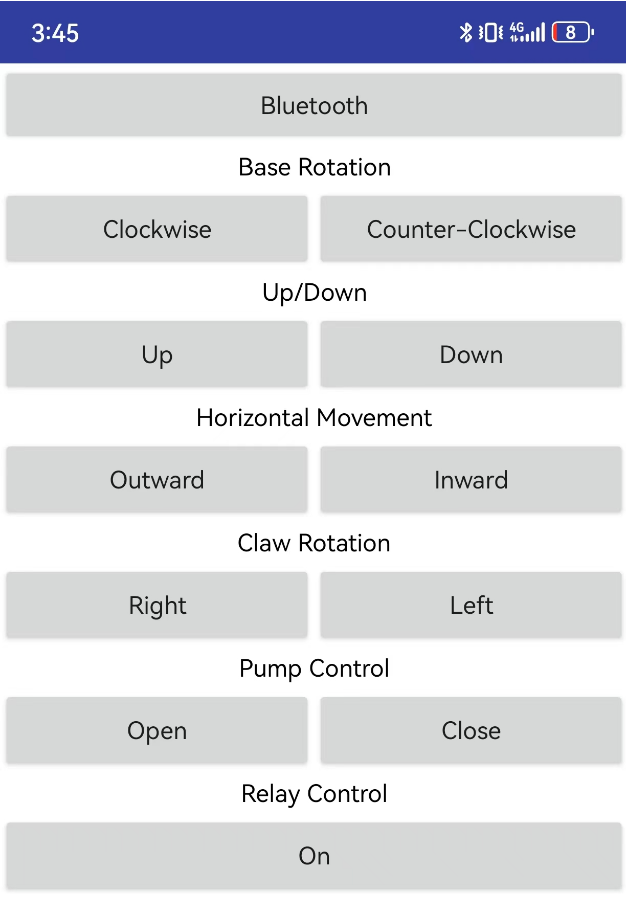 3:45 4G 8
Bluetooth
Base Rotation
Clockwise Counter-Clockwise
Up/Down
Up Down
Horizontal Movement
Outward Inward
Claw Rotation
Right Left
Pump Control
Open Close
Relay Control
On